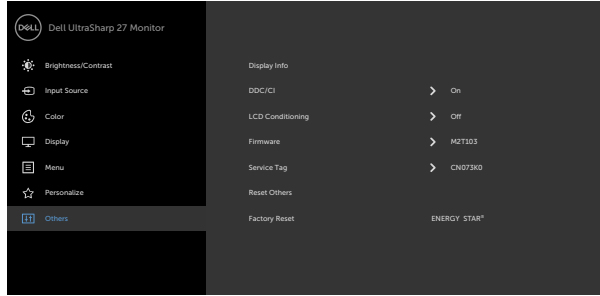 DELL Dell UltraSharp 27 Monitor
Brightness/Contrast
Input Source
Color
Display
Menu
Personalize
Others
Display Info
DDC/CI On
LCD Conditioning Off
Firmware M2T103
Service Tag CN073K0
Reset Others
Factory Reset ENERGY STAR®